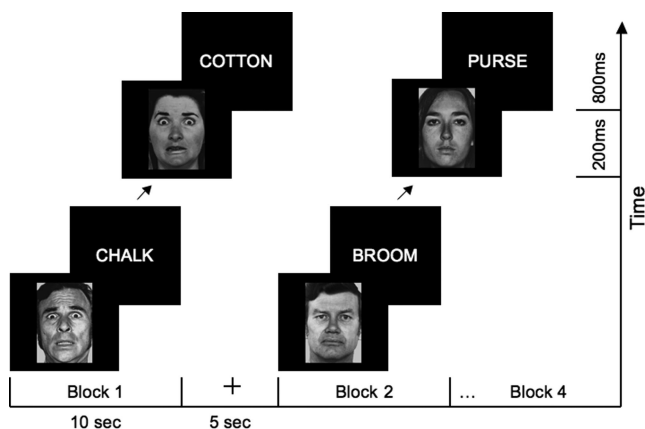 COTTON
PURSE
800ms
200ms
Time
CHALK
BROOM
Block 1
+
Block 2
... Block 4
10 sec
5 sec